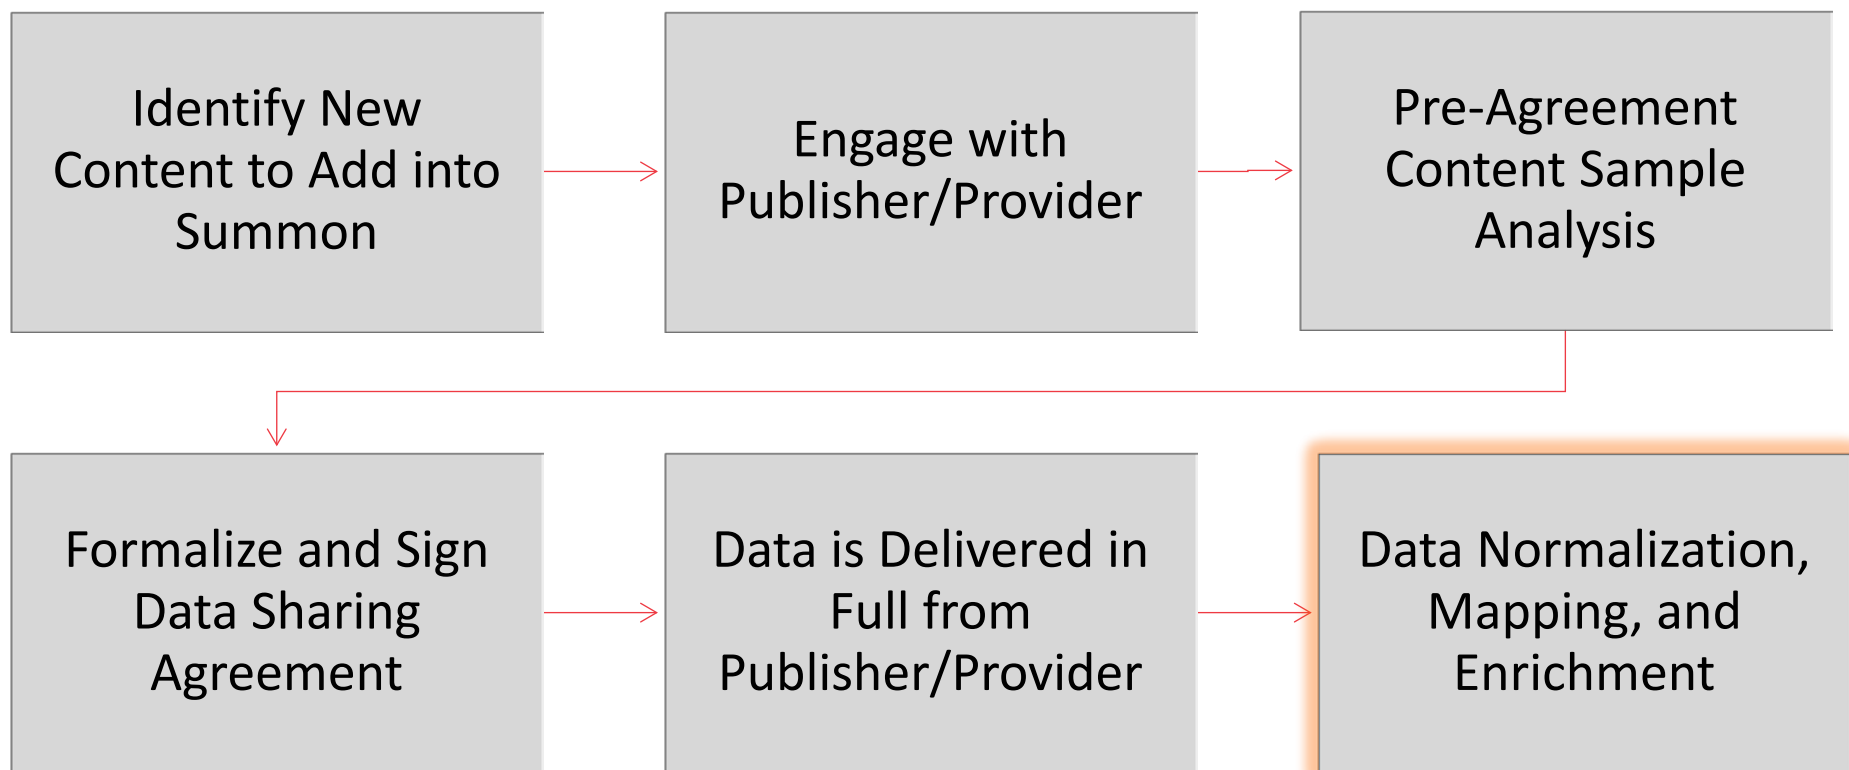 Identify New
Content to Add into
Summon
Engage with
Publisher/Provider
Pre-Agreement
Content Sample
Analysis
Formalize and Sign
Data Sharing
Agreement
Data is Delivered in
Full from
Publisher/Provider
Data Normalization,
Mapping, and
Enrichment